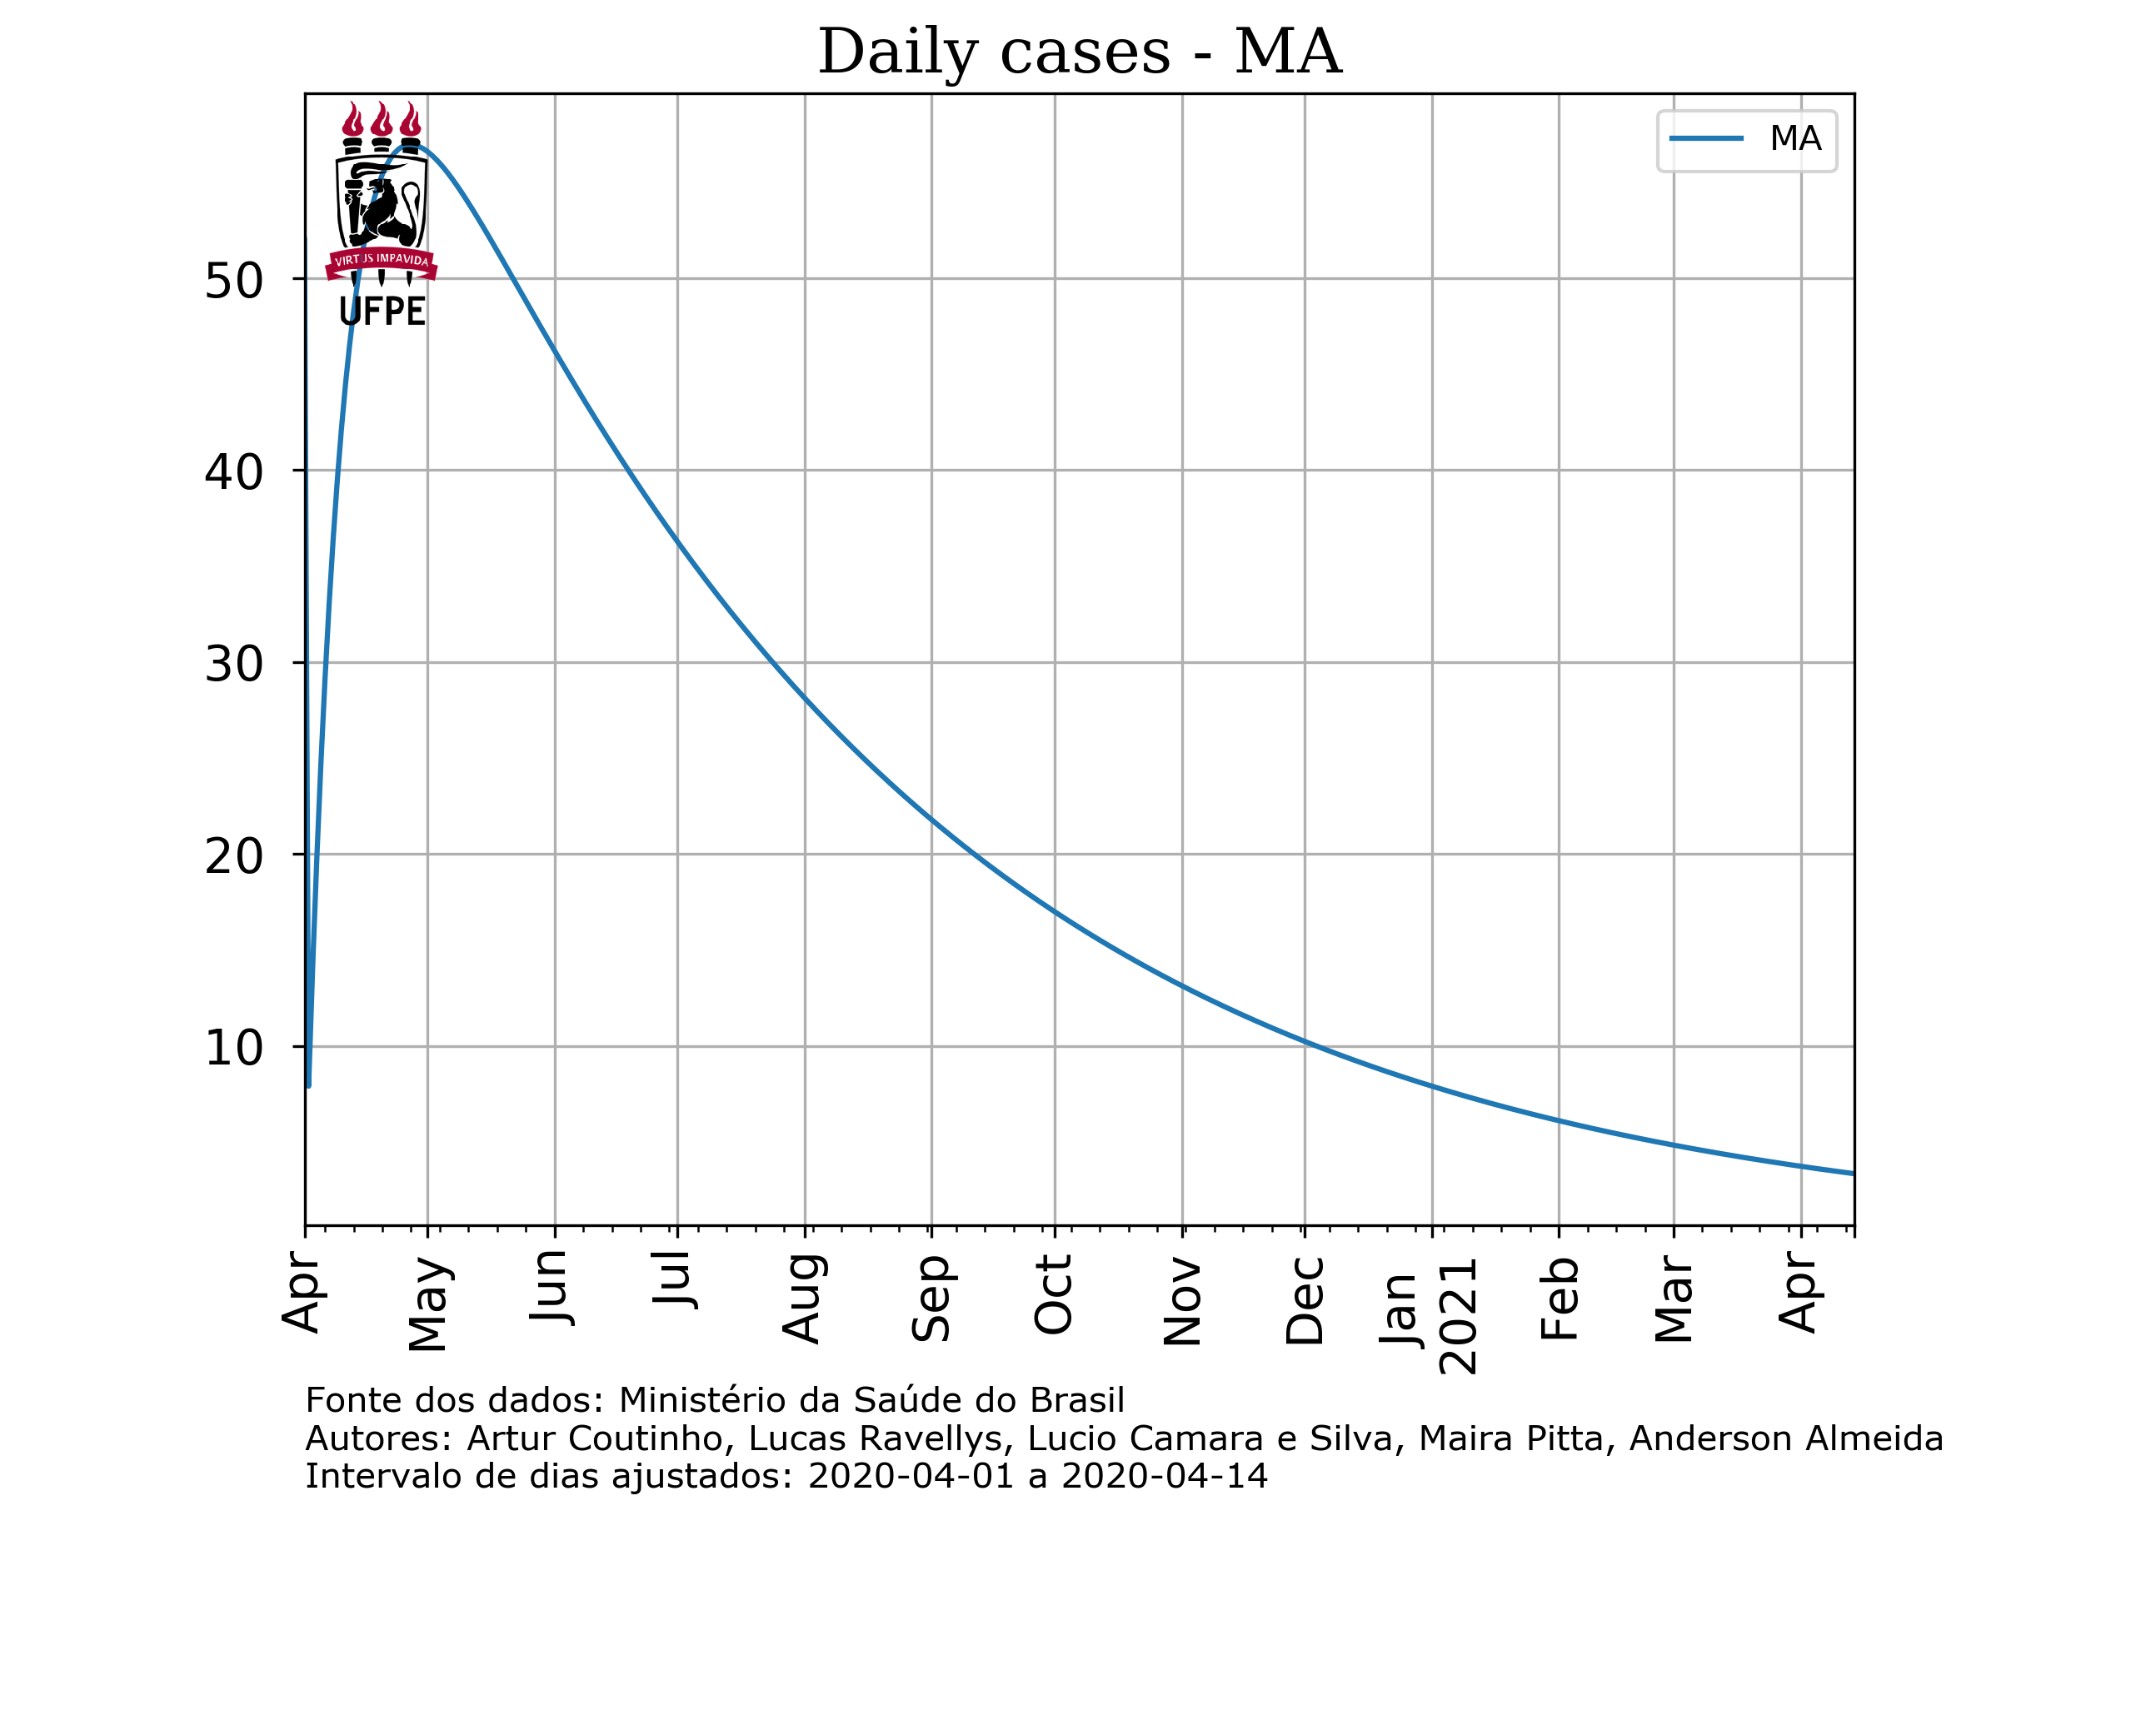 Daily cases - MA
MA
VIRTUS IMPAVIDA
UFPE
50
40
30
20
10
Apr
May
Jun
Jul
Aug
Sep
Oct
Nov
Dec
Jan
2021
Feb
Mar
Apr
Fonte dos dados: Ministério da Saúde do Brasil
Autores: Artur Coutinho, Lucas Ravellys, Lucio Camara e Silva, Maira Pitta, Anderson Almeida
Intervalo de dias ajustados: 2020-04-01 a 2020-04-14